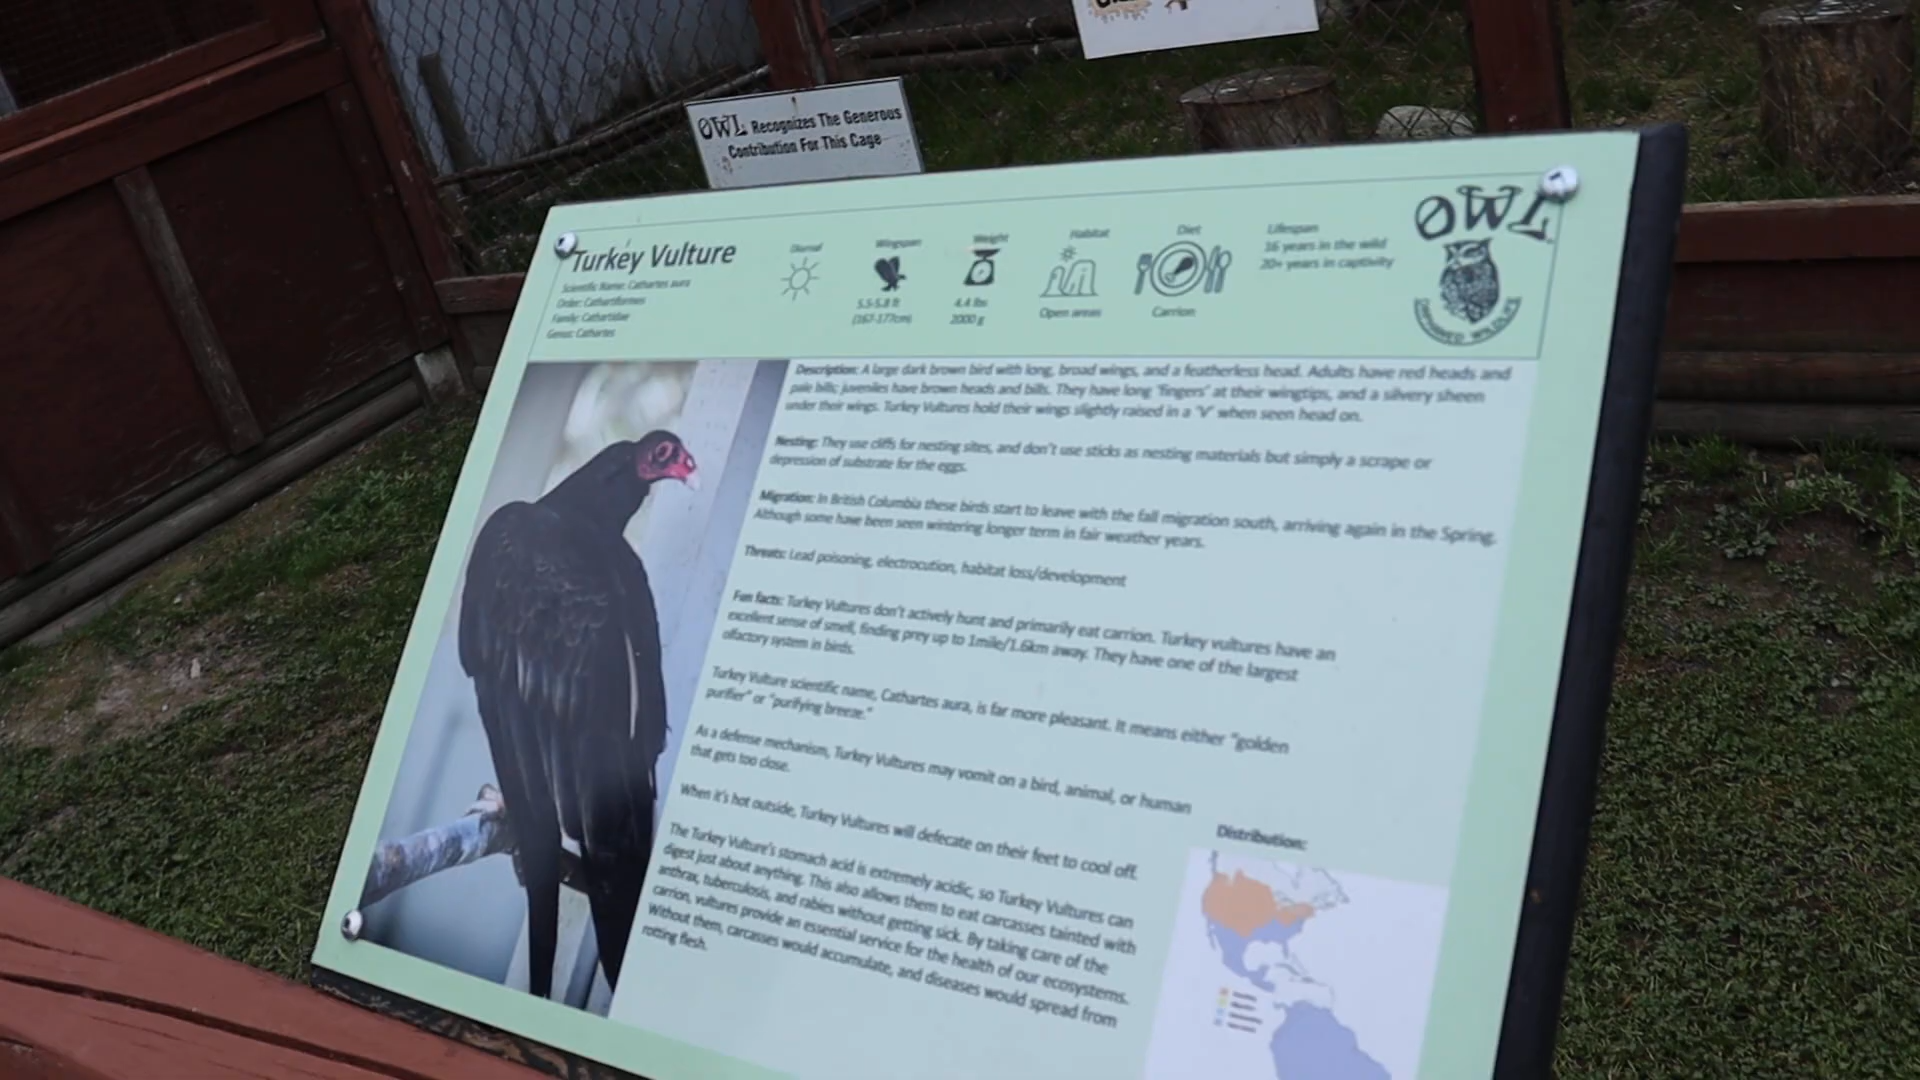 OWL Recognizes The Generous
Contribution For This Cage
Turkey Vulture
Scientific Name: Cathartes aura
Order: Cathartiformes
Family: Cathartidae
Genus: Cathartes
Diurnal
Wingspan
5.5-5.8 ft
(167-177cm)
Weight
4.4 lbs
2000 g
Habitat
Open areas
Diet
Carrion
Lifespan
16 years in the wild
20+ years in captivity
OWL
ORPHANED WILDLIFE
Description: A large dark brown bird with long, broad wings, and a featherless head. Adults have red heads and
pale bills; juveniles have brown heads and bills. They have long 'fingers' at their wingtips, and a silvery sheen
under their wings. Turkey Vultures hold their wings slightly raised in a 'V' when seen head on.
Nesting: They use cliffs for nesting sites, and don't use sticks as nesting materials but simply a scrape or
depression of substrate for the eggs.
Migration: In British Columbia these birds start to leave with the fall migration south, arriving again in the Spring.
Although some have been seen wintering longer term in fair weather years.
Threats: Lead poisoning, electrocution, habitat loss/development
Fun facts: Turkey Vultures don't actively hunt and primarily eat carrion. Turkey vultures have an
excellent sense of smell, finding prey up to 1mile/1.6km away. They have one of the largest
olfactory system in birds.
Turkey Vulture scientific name, Cathartes aura, is far more pleasant. It means either "golden
purifier" or "purifying breeze."
As a defense mechanism, Turkey Vultures may vomit on a bird, animal, or human
that gets too close.
When it's hot outside, Turkey Vultures will defecate on their feet to cool off.
The Turkey Vulture's stomach acid is extremely acidic, so Turkey Vultures can
digest just about anything. This also allows them to eat carcasses tainted with
anthrax, tuberculosis, and rabies without getting sick. By taking care of the
carrion, vultures provide an essential service for the health of our ecosystems.
Without them, carcasses would accumulate, and diseases would spread from
rotting flesh.
Distribution: